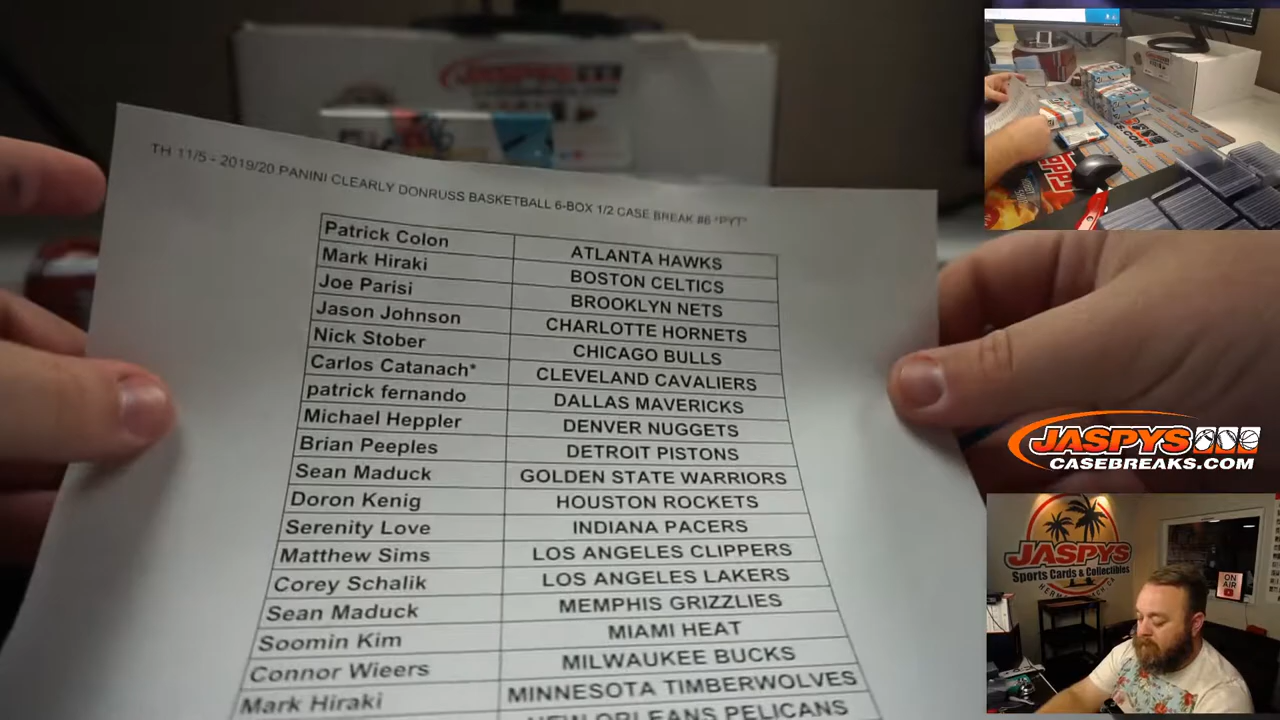 JASPYS
CASEBREAKS.COM
TH 11/5 - 2019/20 PANINI CLEARLY DONRUSS BASKETBALL 6-BOX 1/2 CASE BREAK #6 *PYT*
Patrick Colon ATLANTA HAWKS
Mark Hiraki BOSTON CELTICS
Joe Parisi BROOKLYN NETS
Jason Johnson CHARLOTTE HORNETS
Nick Stober CHICAGO BULLS
Carlos Catanach* CLEVELAND CAVALIERS
patrick fernando DALLAS MAVERICKS
Michael Heppler DENVER NUGGETS
Brian Peeples DETROIT PISTONS
Sean Maduck GOLDEN STATE WARRIORS
Doron Kenig HOUSTON ROCKETS
Serenity Love INDIANA PACERS
Matthew Sims LOS ANGELES CLIPPERS
Corey Schalik LOS ANGELES LAKERS
Sean Maduck MEMPHIS GRIZZLIES
Soomin Kim MIAMI HEAT
Connor Wieers MILWAUKEE BUCKS
Mark Hiraki MINNESOTA TIMBERWOLVES
NEW ORLEANS PELICANS
JASPYS
CASEBREAKS.COM
JASPYS
Sports Cards & Collectibles
ON
AIR